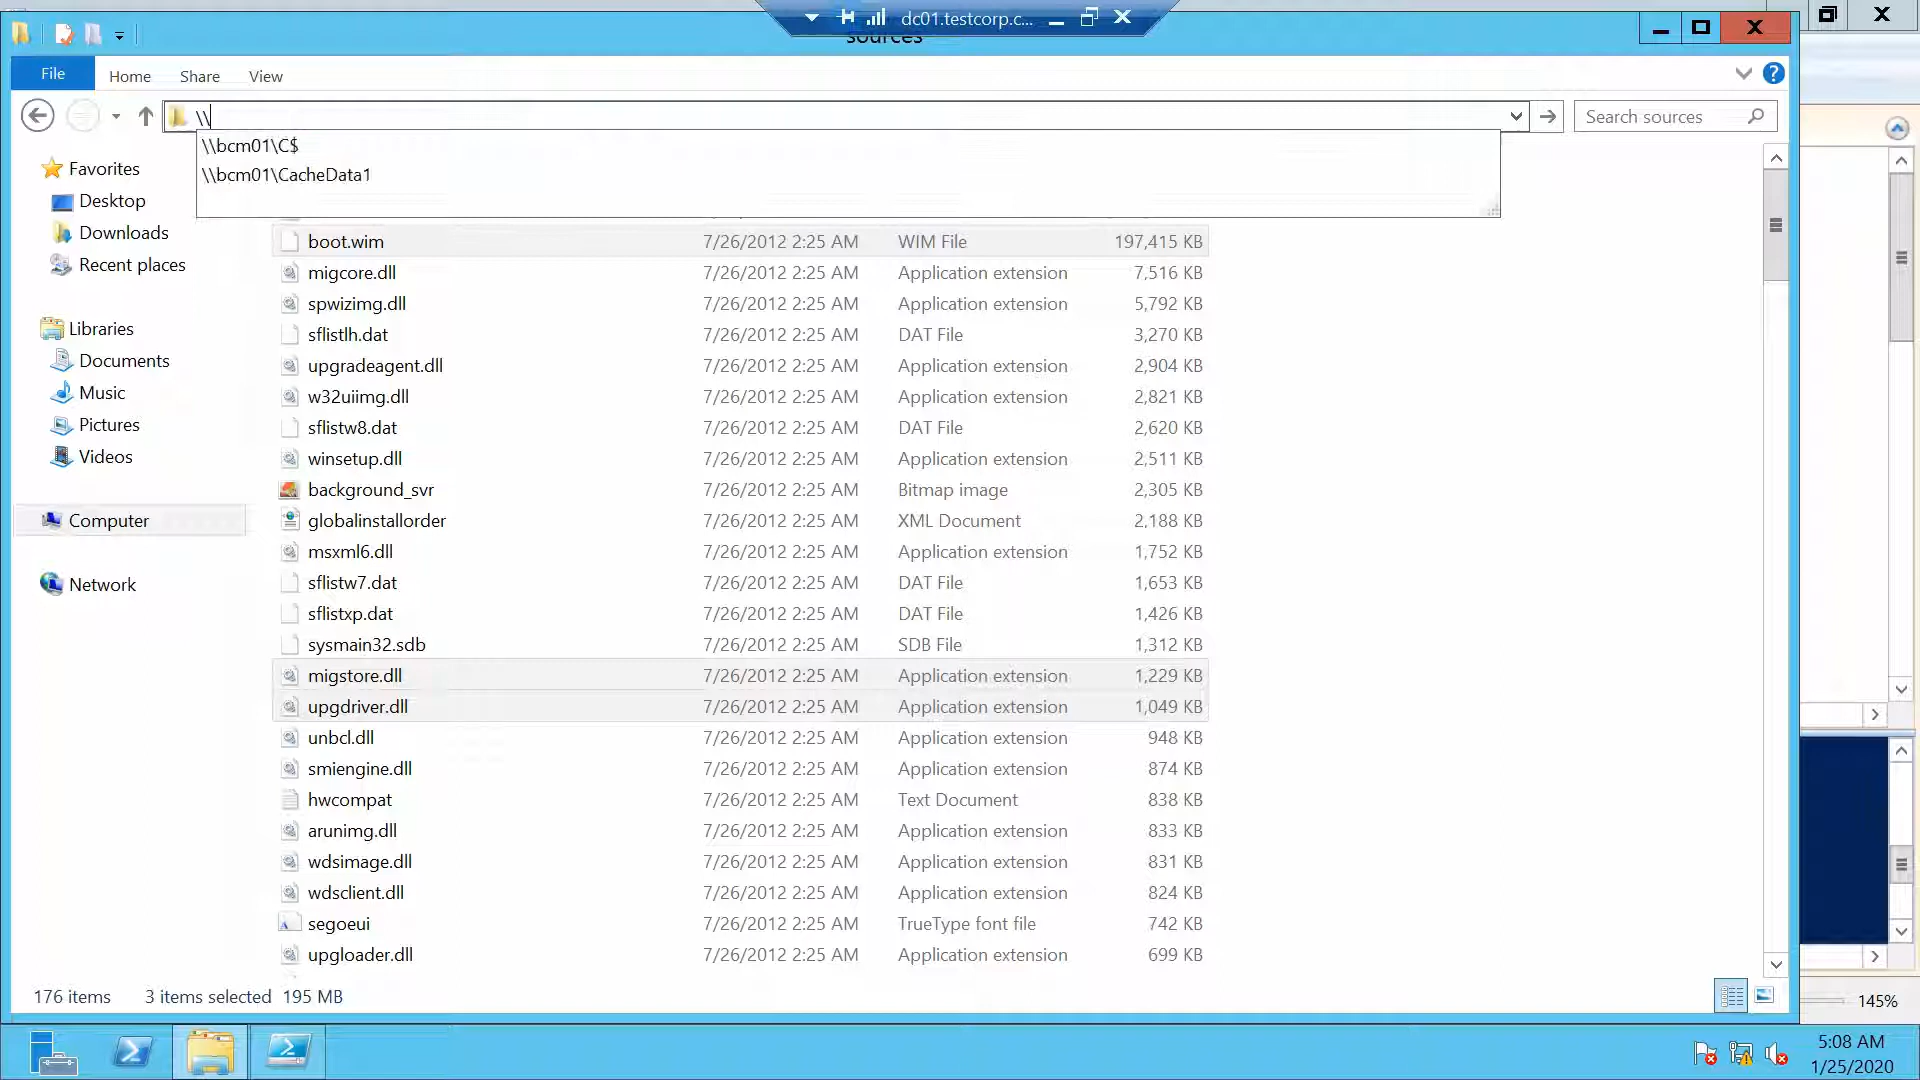 dc01.testcorp.c...
sources
File Home Share View
\\ Search sources
\\bcm01\C$
\\bcm01\CacheData1
Favorites
Desktop
Downloads
Recent places
Libraries
Documents
Music
Pictures
Videos
Computer
Network
boot.wim 7/26/2012 2:25 AM WIM File 197,415 KB
migcore.dll 7/26/2012 2:25 AM Application extension 7,516 KB
spwizimg.dll 7/26/2012 2:25 AM Application extension 5,792 KB
sflistlh.dat 7/26/2012 2:25 AM DAT File 3,270 KB
upgradeagent.dll 7/26/2012 2:25 AM Application extension 2,904 KB
w32uiimg.dll 7/26/2012 2:25 AM Application extension 2,821 KB
sflistw8.dat 7/26/2012 2:25 AM DAT File 2,620 KB
winsetup.dll 7/26/2012 2:25 AM Application extension 2,511 KB
background_svr 7/26/2012 2:25 AM Bitmap image 2,305 KB
globalinstallorder 7/26/2012 2:25 AM XML Document 2,188 KB
msxml6.dll 7/26/2012 2:25 AM Application extension 1,752 KB
sflistw7.dat 7/26/2012 2:25 AM DAT File 1,653 KB
sflistxp.dat 7/26/2012 2:25 AM DAT File 1,426 KB
sysmain32.sdb 7/26/2012 2:25 AM SDB File 1,312 KB
migstore.dll 7/26/2012 2:25 AM Application extension 1,229 KB
upgdriver.dll 7/26/2012 2:25 AM Application extension 1,049 KB
unbcl.dll 7/26/2012 2:25 AM Application extension 948 KB
smiengine.dll 7/26/2012 2:25 AM Application extension 874 KB
hwcompat 7/26/2012 2:25 AM Text Document 838 KB
arunimg.dll 7/26/2012 2:25 AM Application extension 833 KB
wdsimage.dll 7/26/2012 2:25 AM Application extension 831 KB
wdsclient.dll 7/26/2012 2:25 AM Application extension 824 KB
segoeui 7/26/2012 2:25 AM TrueType font file 742 KB
upgloader.dll 7/26/2012 2:25 AM Application extension 699 KB
176 items 3 items selected 195 MB
145%
5:08 AM
1/25/2020